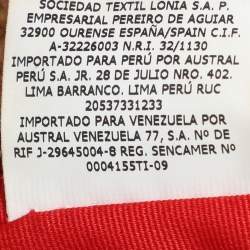 SOCIEDAD TEXTIL LONIA S.A. P.
EMPRESARIAL PEREIRO DE AGUIAR
32900 OURENSE ESPAÑA/SPAIN C.I.F.
A-32226003 N.R.I. 32/1130
IMPORTADO PARA PERÚ POR AUSTRAL
PERÚ S.A. JR. 28 DE JULIO NRO. 402.
LIMA BARRANCO. LIMA PERU RUC
20537331233
IMPORTADO PARA VENEZUELA POR
AUSTRAL VENEZUELA 77, S.A. Nº DE
RIF J-29645004-8 REG. SENCAMER Nº
0004155TI-09